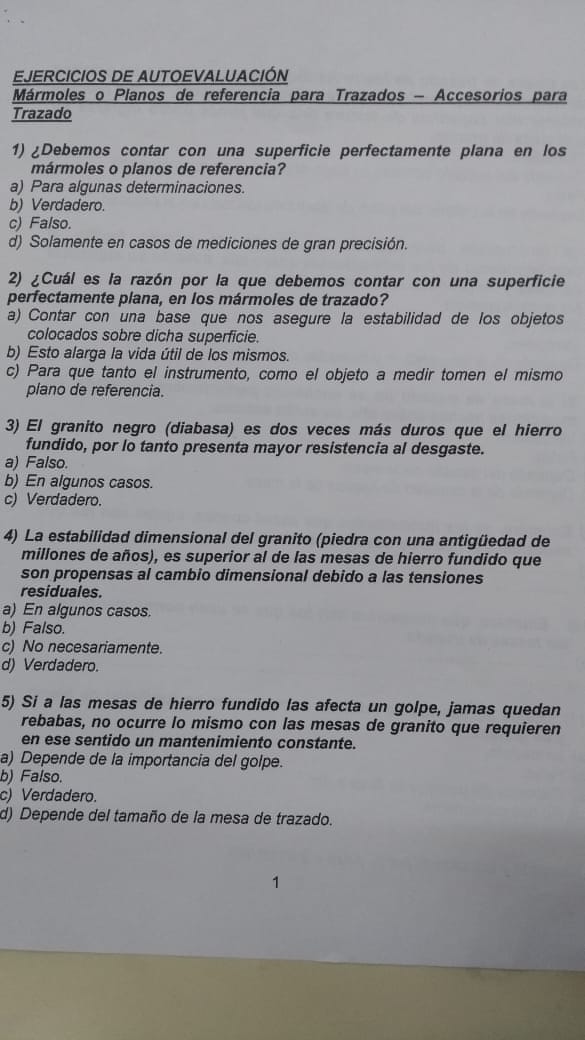 EJERCICIOS DE AUTOEVALUACIÓN
Mármoles o Planos de referencia para Trazados – Accesorios para
Trazado
1) ¿Debemos contar con una superficie perfectamente plana en los
mármoles o planos de referencia?
a) Para algunas determinaciones.
b) Verdadero.
c) Falso.
d) Solamente en casos de mediciones de gran precisión.
2) ¿Cuál es la razón por la que debemos contar con una superficie
perfectamente plana, en los mármoles de trazado?
a) Contar con una base que nos asegure la estabilidad de los objetos
colocados sobre dicha superficie.
b) Esto alarga la vida útil de los mismos.
c) Para que tanto el instrumento, como el objeto a medir tomen el mismo
plano de referencia.
3) El granito negro (diabasa) es dos veces más duros que el hierro
fundido, por lo tanto presenta mayor resistencia al desgaste.
a) Falso.
b) En algunos casos.
c) Verdadero.
4) La estabilidad dimensional del granito (piedra con una antigüedad de
millones de años), es superior al de las mesas de hierro fundido que
son propensas al cambio dimensional debido a las tensiones
residuales.
a) En algunos casos.
b) Falso.
c) No necesariamente.
d) Verdadero.
5) Si a las mesas de hierro fundido las afecta un golpe, jamas quedan
rebabas, no ocurre lo mismo con las mesas de granito que requieren
en ese sentido un mantenimiento constante.
a) Depende de la importancia del golpe.
b) Falso.
c) Verdadero.
d) Depende del tamaño de la mesa de trazado.
1